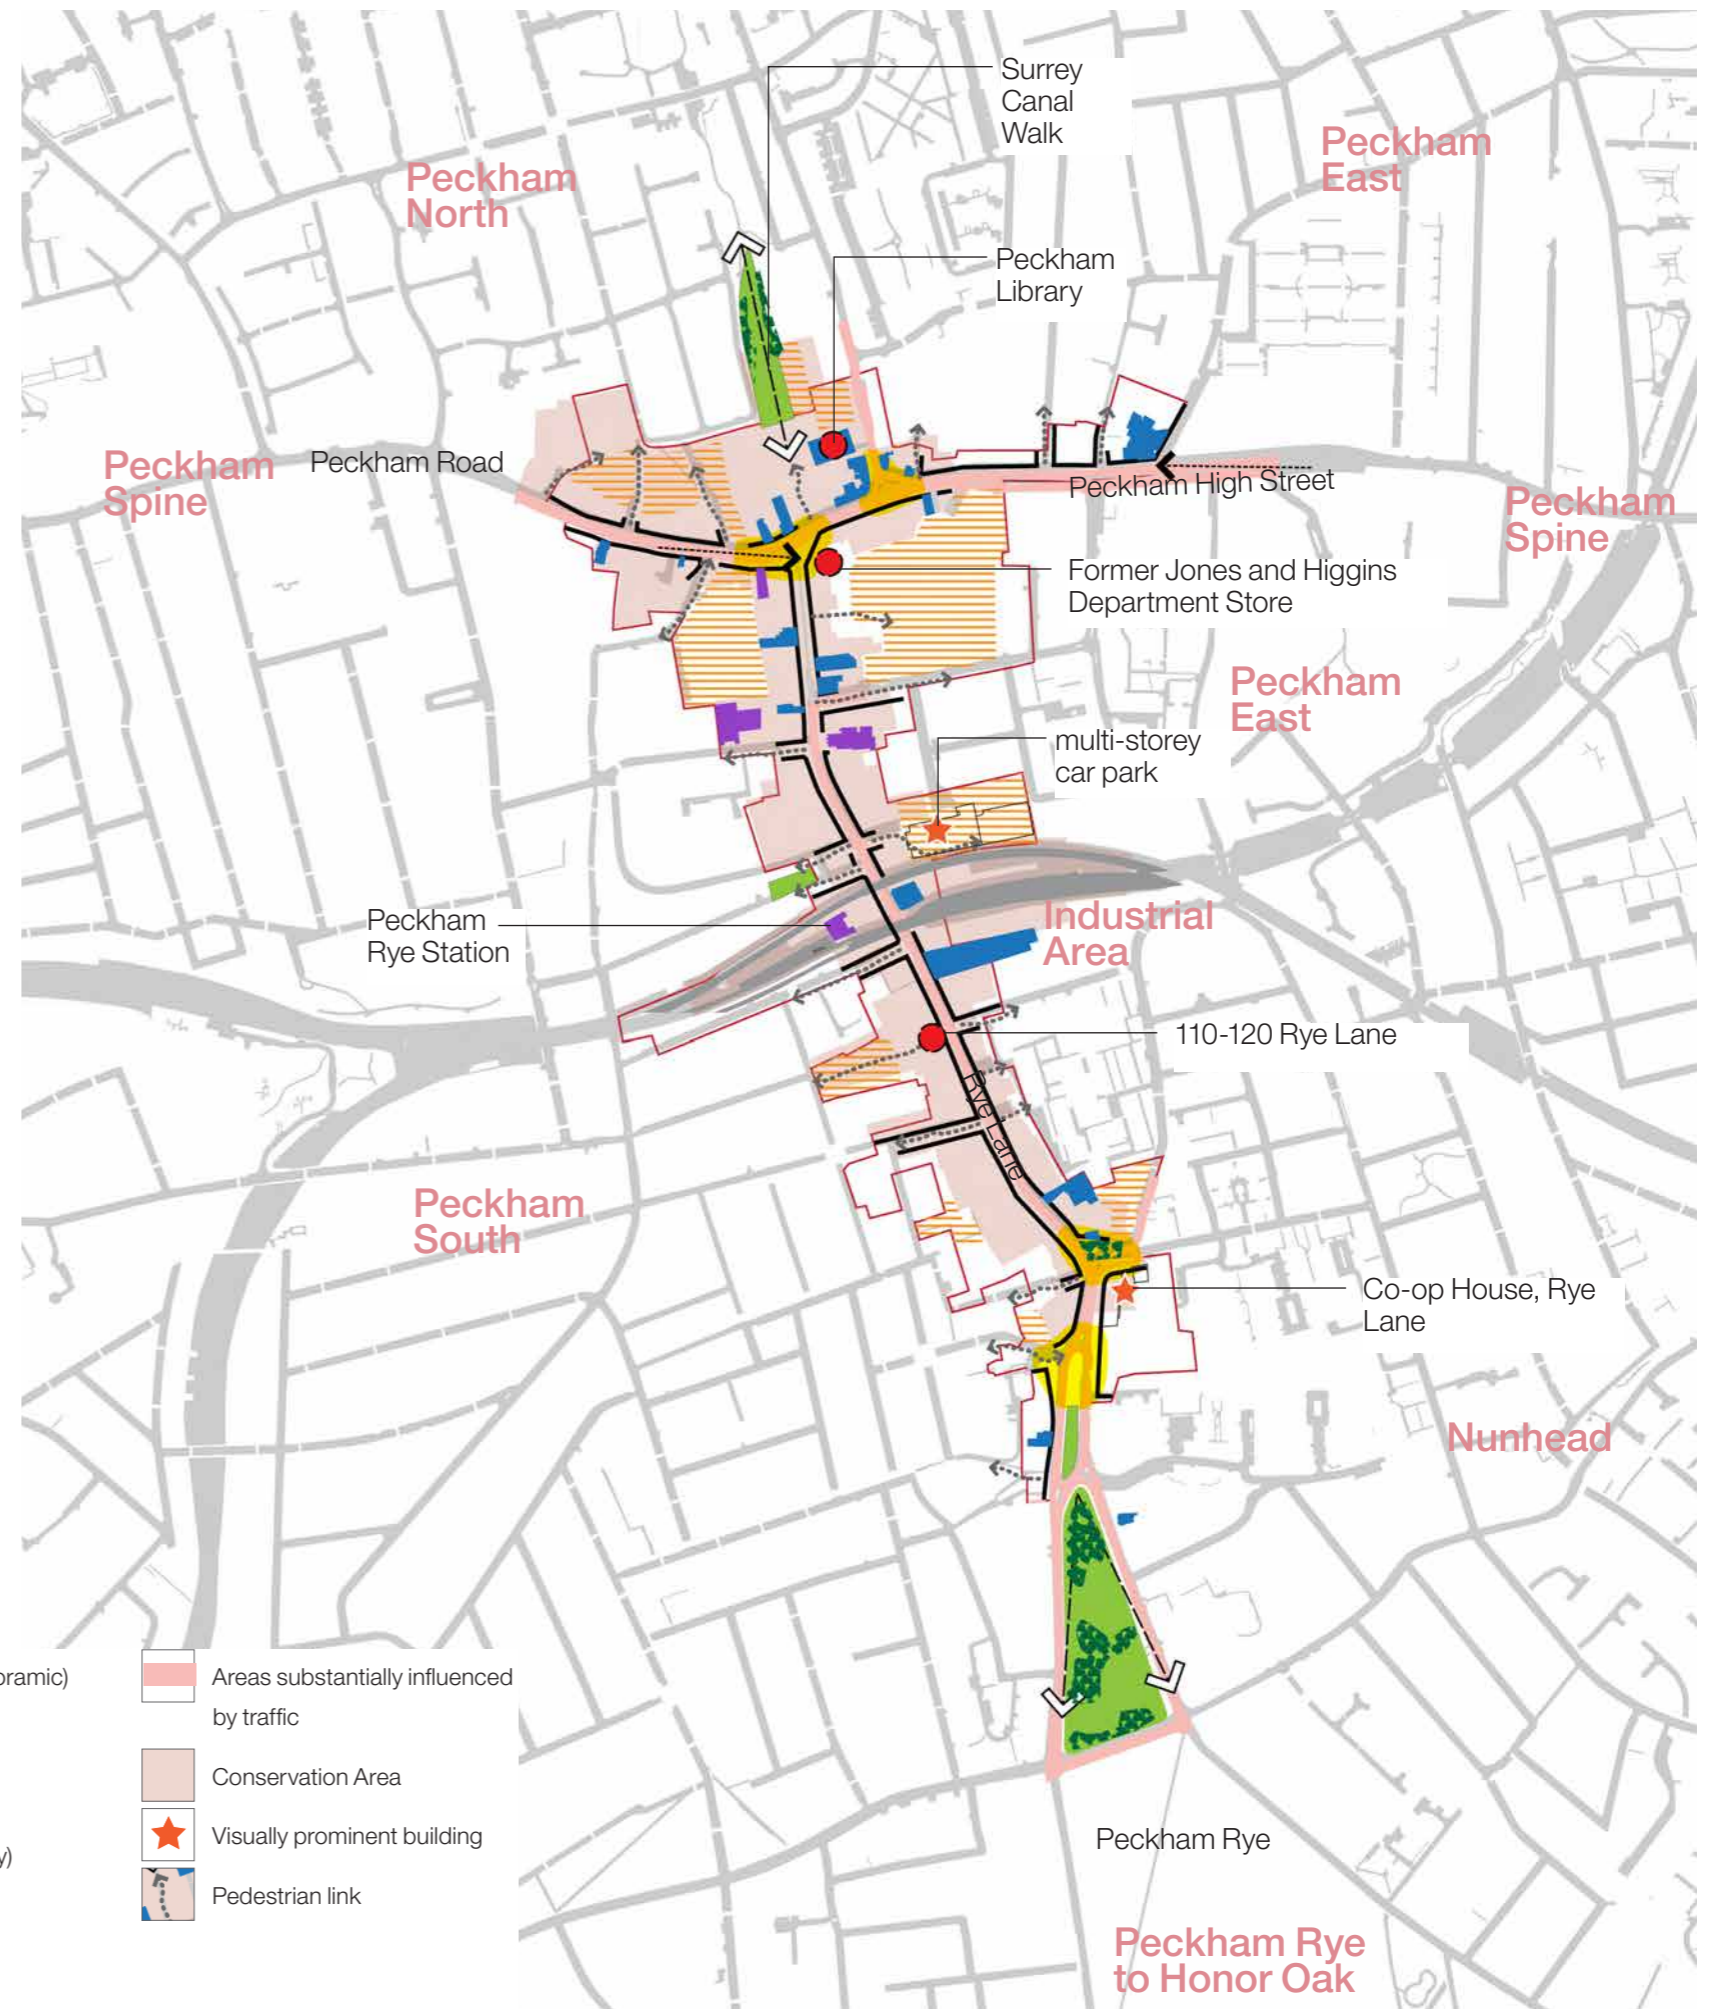 Surrey
Canal
Walk
Peckham
East
Peckham
North
Peckham
Library
Peckham
Spine
Peckham Road
Peckham High Street
Peckham
Spine
Former Jones and Higgins
Department Store
Peckham
East
multi-storey
car park
Peckham
Rye Station
Industrial
Area
110-120 Rye Lane
Rye Lane
Peckham
South
Co-op House, Rye
Lane
Nunhead
oramic)
Areas substantially influenced
by traffic
Conservation Area
Visually prominent building
y)
Pedestrian link
Peckham Rye
Peckham Rye
to Honor Oak